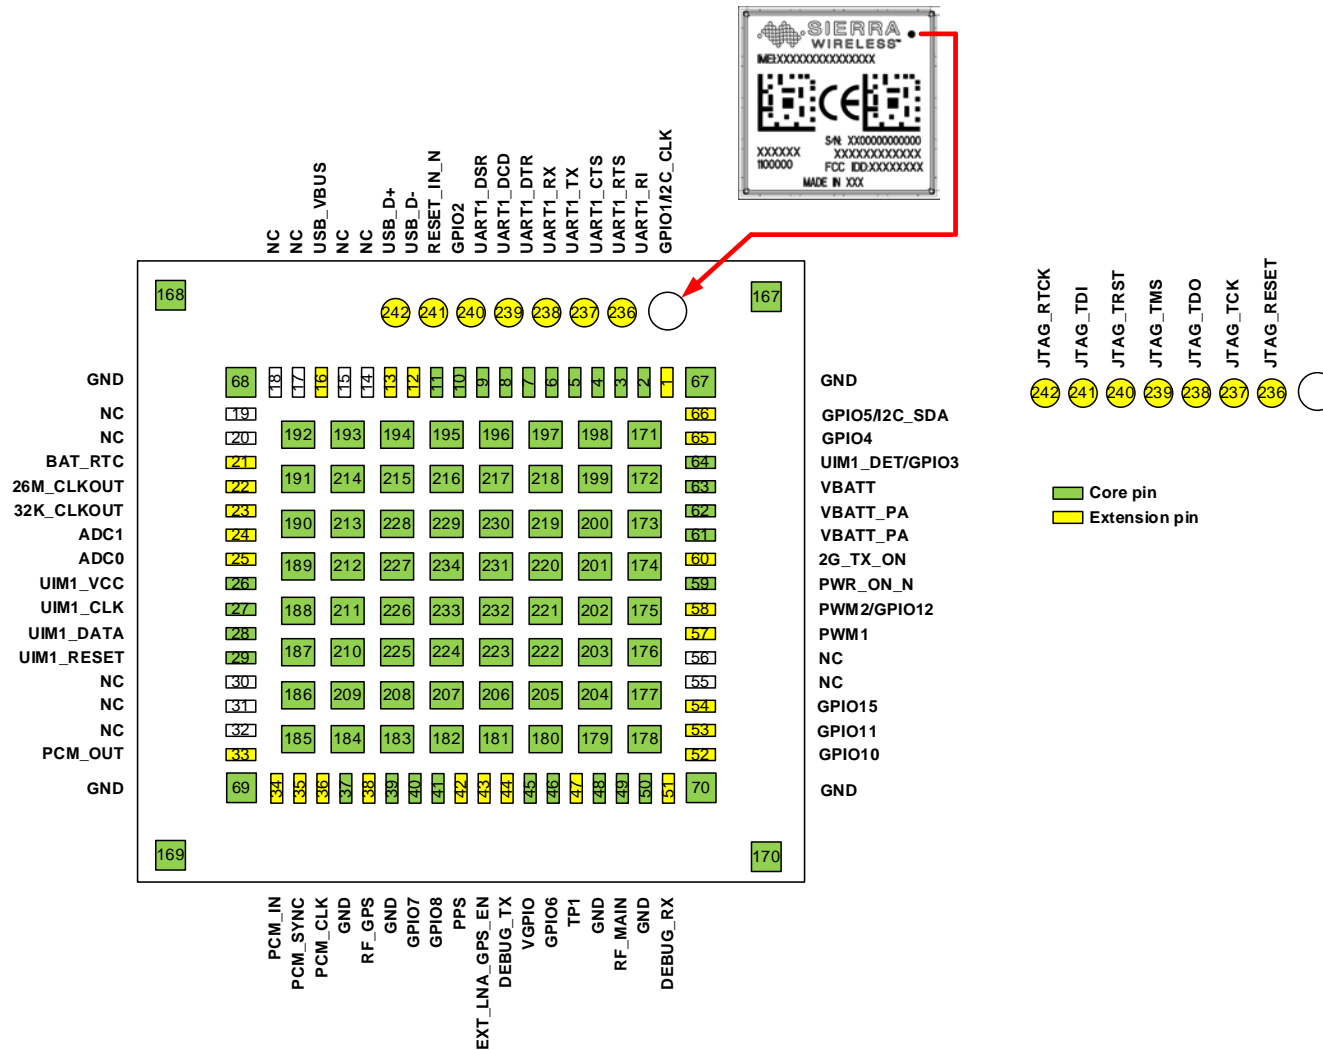 SIERRA
WIRELESS™
IMEI:XXXXXXXXXXXXXXX
CE
S/N: XX00000000000
XXXXXX XXXXXXXXXXXXX
1100000 FCC IDD:XXXXXXXX
MADE IN XXX
NC
NC
USB_VBUS
NC
NC
USB_D+
USB_D-
RESET_IN_N
GPIO2
UART1_DSR
UART1_DCD
UART1_DTR
UART1_RX
UART1_TX
UART1_CTS
UART1_RTS
UART1_RI
GPIO1/I2C_CLK
168
167
242 241 240 239 238 237 236
68 18 17 16 15 14 13 12 11 10 9 8 7 6 5 4 3 2 1 67
GND
NC
NC
BAT_RTC
26M_CLKOUT
32K_CLKOUT
ADC1
ADC0
UIM1_VCC
UIM1_CLK
UIM1_DATA
UIM1_RESET
NC
NC
NC
PCM_OUT
GND
19
20
21
22
23
24
25
26
27
28
29
30
31
32
33
192 193 194 195 196 197 198 171
191 214 215 216 217 218 199 172
190 213 228 229 230 219 200 173
189 212 227 234 231 220 201 174
188 211 226 233 232 221 202 175
187 210 225 224 223 222 203 176
186 209 208 207 206 205 204 177
185 184 183 182 181 180 179 178
66
65
64
63
62
61
60
59
58
57
56
55
54
53
52
GND
GPIO5/I2C_SDA
GPIO4
UIM1_DET/GPIO3
VBATT
VBATT_PA
VBATT_PA
2G_TX_ON
PWR_ON_N
PWM2/GPIO12
PWM1
NC
NC
GPIO15
GPIO11
GPIO10
GND
69 34 35 36 37 38 39 40 41 42 43 44 45 46 47 48 49 50 51 70
169
170
PCM_IN
PCM_SYNC
PCM_CLK
GND
RF_GPS
GND
GPIO7
GPIO8
PPS
EXT_LNA_GPS_EN
DEBUG_TX
VGPIO
GPIO6
TP1
GND
RF_MAIN
GND
DEBUG_RX
JTAG_RTCK
JTAG_TDI
JTAG_TRST
JTAG_TMS
JTAG_TDO
JTAG_TCK
JTAG_RESET
242 241 240 239 238 237 236
Core pin
Extension pin